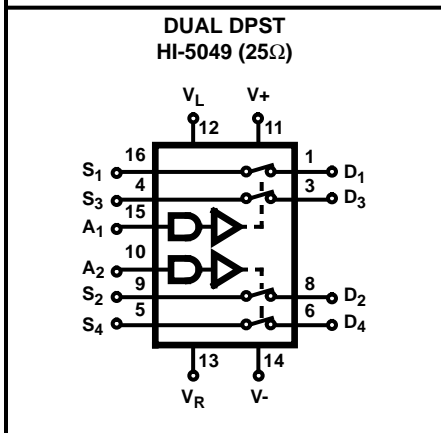 DUAL DPST
HI-5049 (25Ω)
V_L V+
12 11
S_1 16 1 D_1
S_3 4 3 D_3
A_1 15
A_2 10
S_2 9 8 D_2
S_4 5 6 D_4
13 14
V_R V-